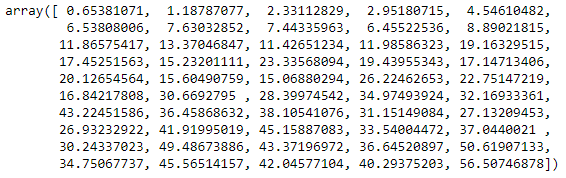 array([ 0.65381071, 1.18787077, 2.33112829, 2.95180715, 4.54610482,
6.53808006, 7.63032852, 7.44335963, 6.45522536, 8.89021815,
11.86575417, 13.37046847, 11.42651234, 11.98586323, 19.16329515,
17.45251563, 15.23201111, 23.33568094, 19.43955343, 17.14713406,
20.12654564, 15.60490759, 15.06880294, 26.22462653, 22.75147219,
16.84217808, 30.6692795 , 28.39974542, 34.97493924, 32.16933361,
43.22451586, 36.45868632, 38.10541076, 31.15149084, 27.13209453,
26.93232922, 41.91995019, 45.15887083, 33.54004472, 37.0440021 ,
30.24337023, 49.48673886, 43.37196972, 36.64520897, 50.61907133,
34.75067737, 45.56514157, 42.04577104, 40.29375203, 56.50746878])